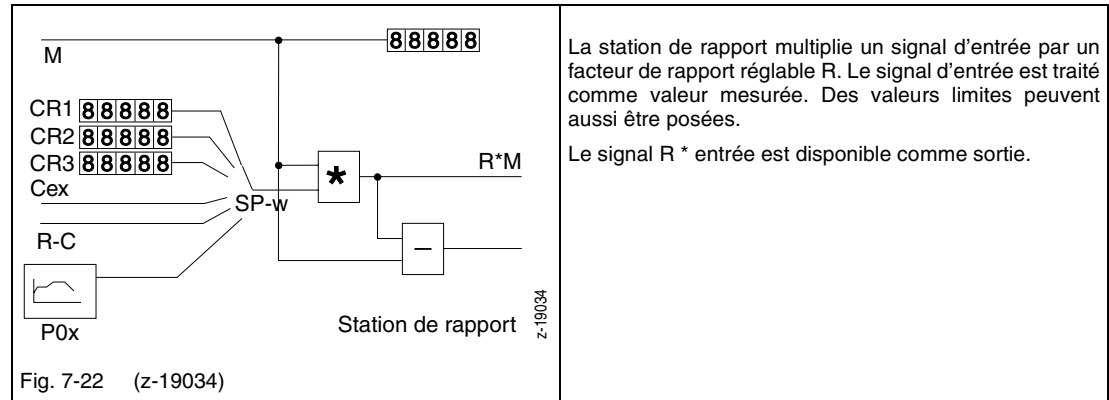 M
88888
CR1 88888
CR2 88888
CR3 88888
Cex
SP-w
R-C
*
R*M
–
P0x
Station de rapport
z-19034
Fig. 7-22 (z-19034)
La station de rapport multiplie un signal d'entrée par un
facteur de rapport réglable R. Le signal d'entrée est traité
comme valeur mesurée. Des valeurs limites peuvent
aussi être posées.
Le signal R * entrée est disponible comme sortie.